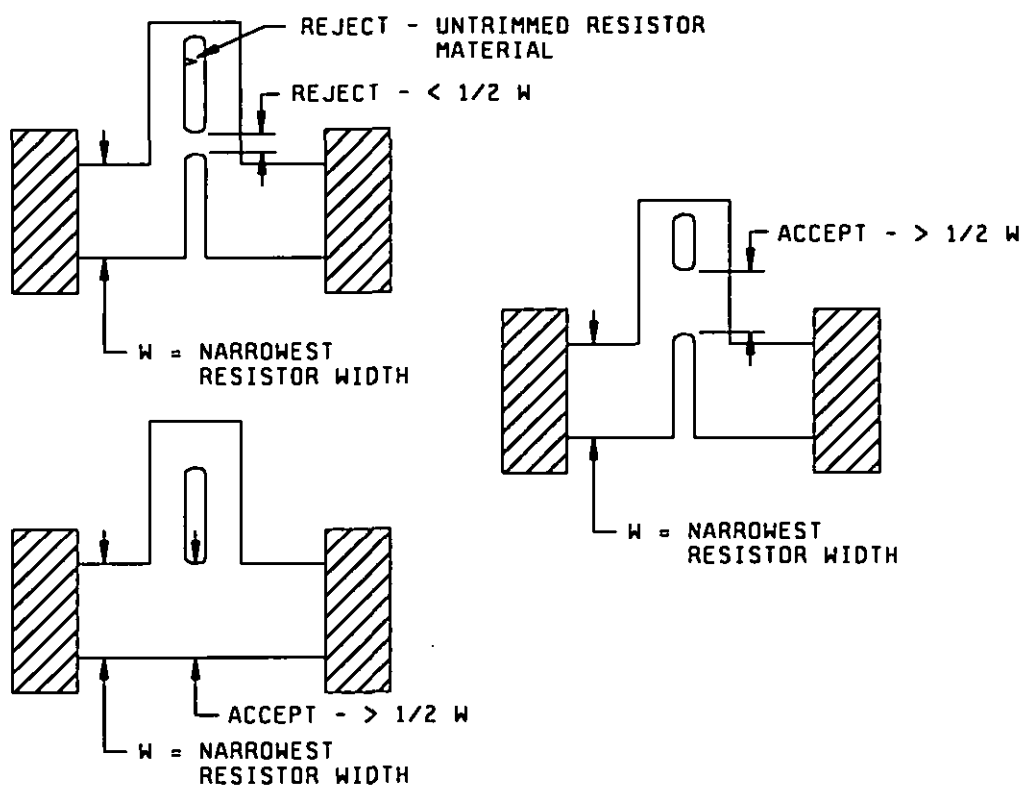 REJECT - UNTRIMMED RESISTOR
MATERIAL
REJECT - < 1/2 W
W = NARROWEST
RESISTOR WIDTH
ACCEPT - > 1/2 W
W = NARROWEST
RESISTOR WIDTH
ACCEPT - > 1/2 W
W = NARROWEST
RESISTOR WIDTH